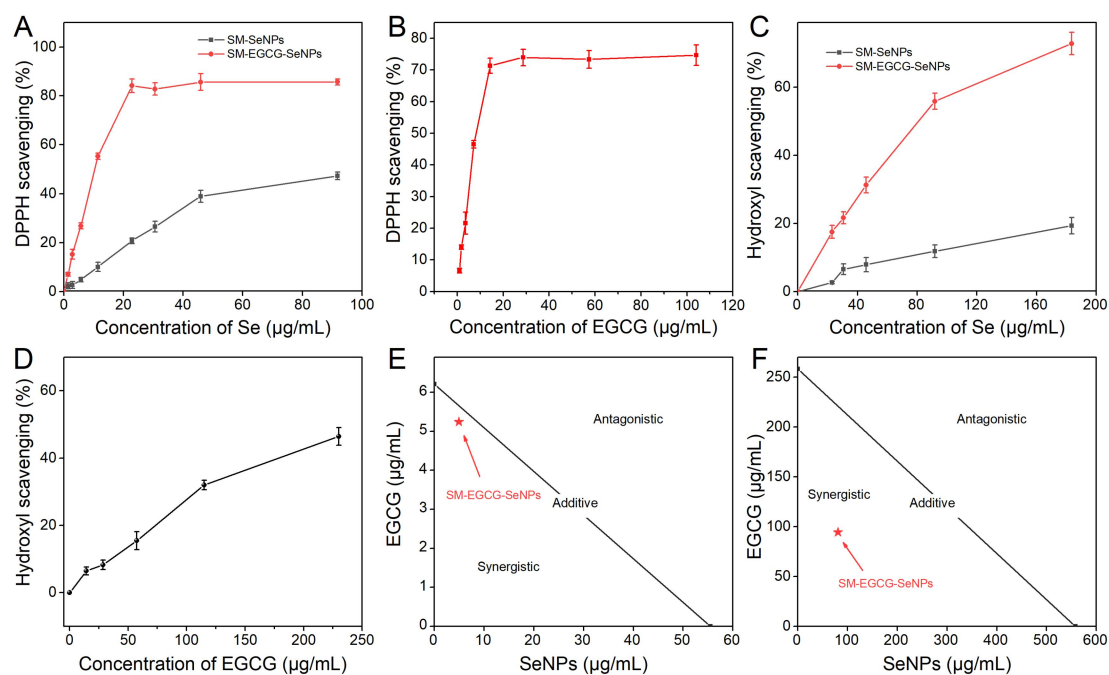 A
SM-SeNPs
SM-EGCG-SeNPs
DPPH scavenging (%)
100
80
60
40
20
0
0 20 40 60 80 100
Concentration of Se (μg/mL)
B
DPPH scavenging (%)
80
70
60
50
40
30
20
10
0
0 20 40 60 80 100 120
Concentration of EGCG (μg/mL)
C
SM-SeNPs
SM-EGCG-SeNPs
Hydroxyl scavenging (%)
60
40
20
0
0 40 80 120 160 200
Concentration of Se (μg/mL)
D
Hydroxyl scavenging (%)
60
40
20
0
0 50 100 150 200 250
Concentration of EGCG (μg/mL)
E
EGCG (μg/mL)
6
5
4
3
2
1
0
Antagonistic
SM-EGCG-SeNPs
Additive
Synergistic
0 10 20 30 40 50 60
SeNPs (μg/mL)
F
EGCG (μg/mL)
250
200
150
100
50
0
Antagonistic
Synergistic
Additive
SM-EGCG-SeNPs
0 100 200 300 400 500 600
SeNPs (μg/mL)